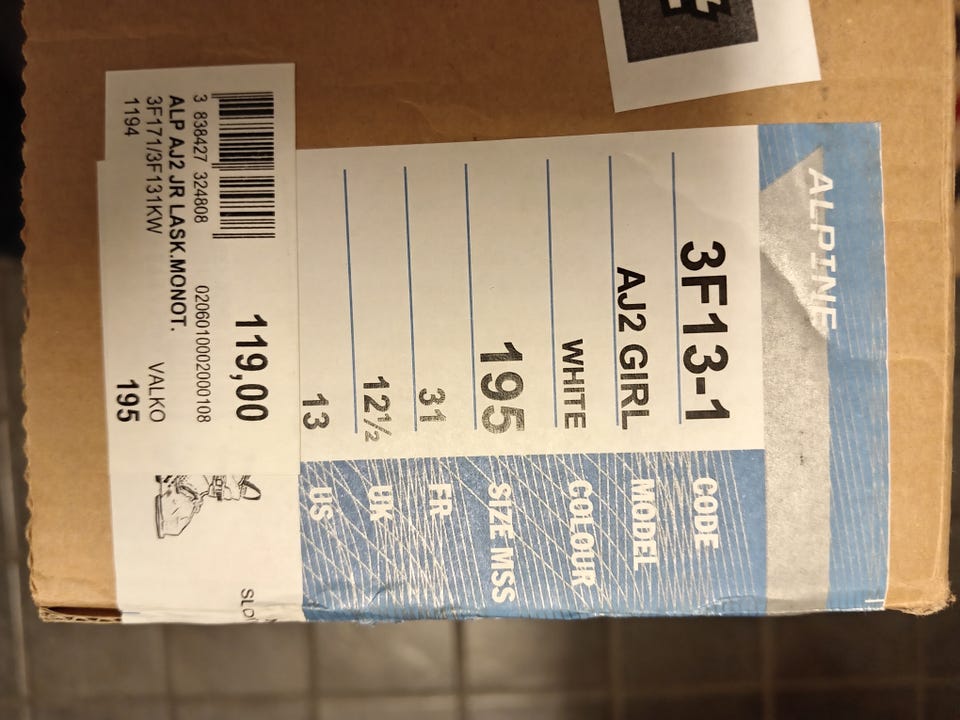 ALPINE
CODE 3F13-1
MODEL AJ2 GIRL
COLOUR WHITE
SIZE MSS 195
FR 31
UK 12½
US 13
119,00
3 838427 324808 0206010002000108
ALP AJ2 JR LASK.MONOT.
3F171/3F131KW VALKO
1194 195